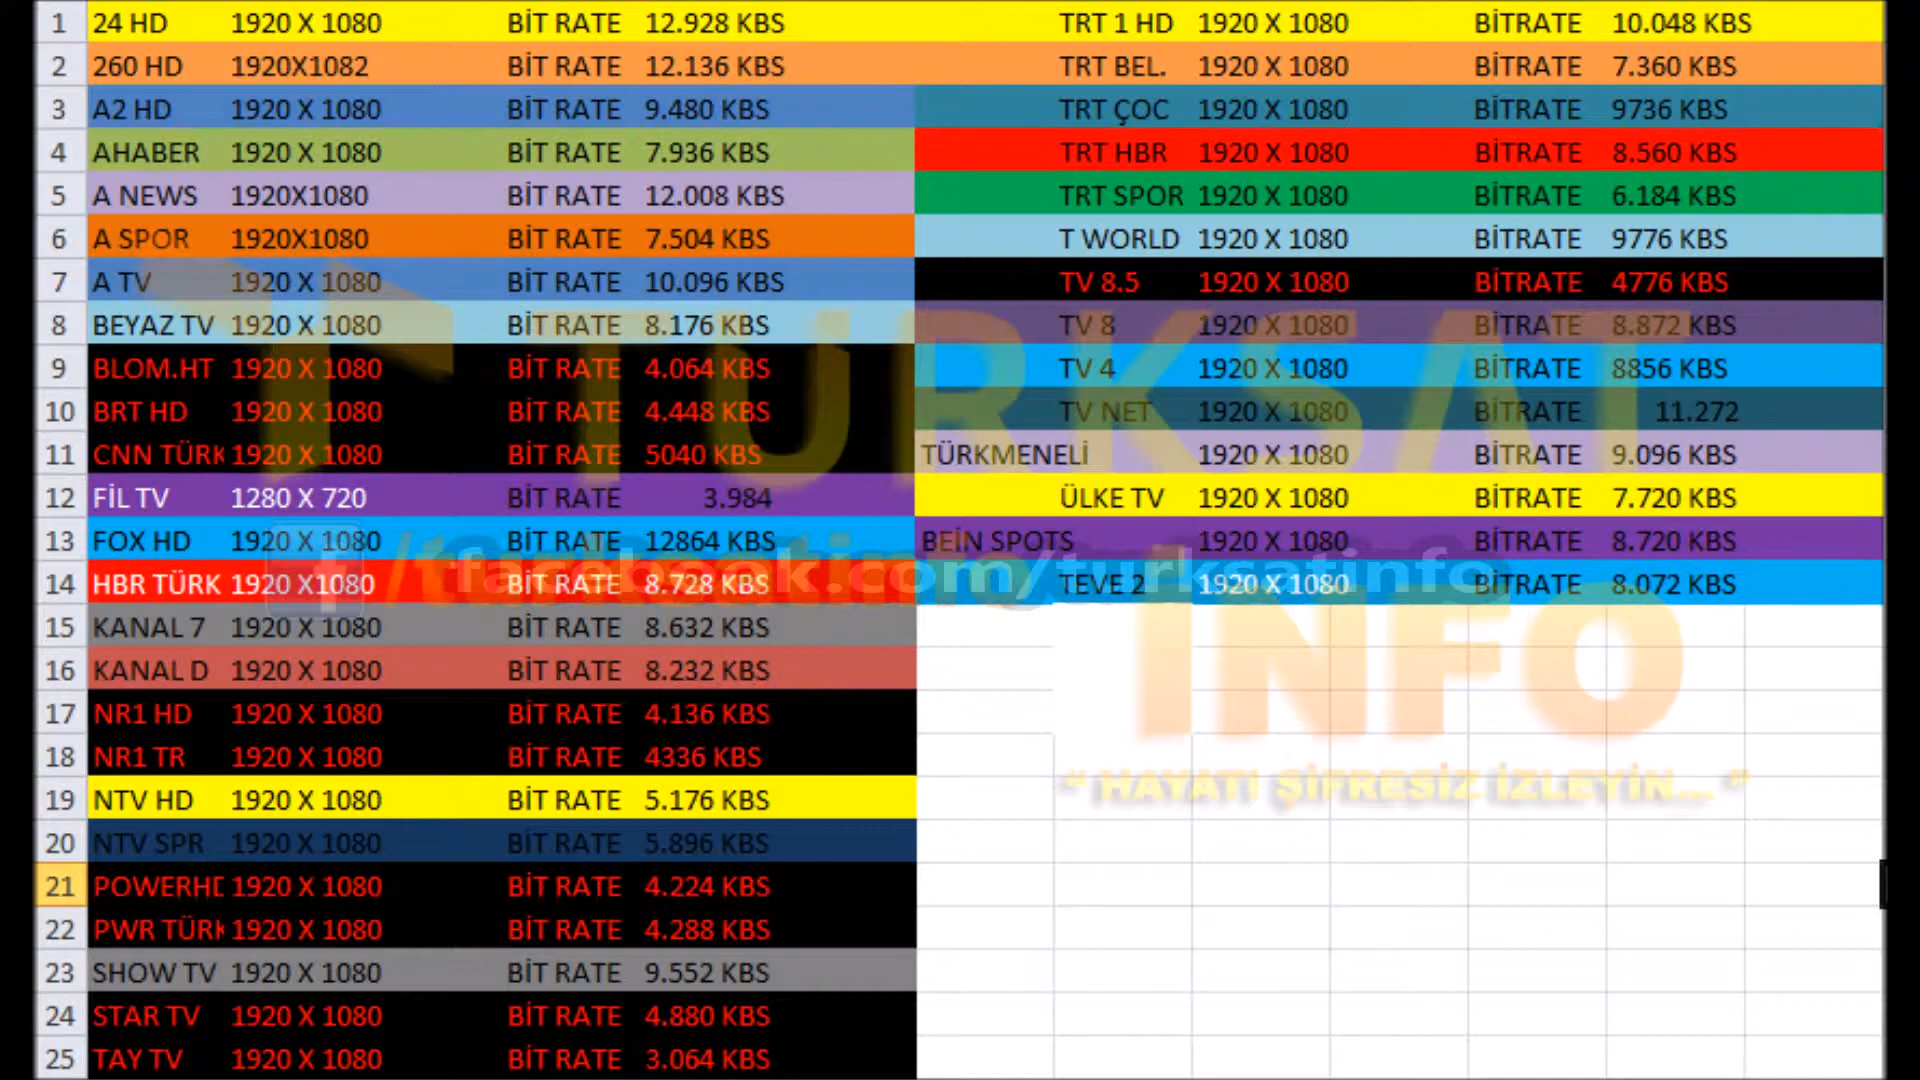 1 24 HD 1920 X 1080 BİT RATE 12.928 KBS TRT 1 HD 1920 X 1080 BİTRATE 10.048 KBS
2 260 HD 1920X1082 BİT RATE 12.136 KBS TRT BEL. 1920 X 1080 BİTRATE 7.360 KBS
3 A2 HD 1920 X 1080 BİT RATE 9.480 KBS TRT ÇOC 1920 X 1080 BİTRATE 9736 KBS
4 AHABER 1920 X 1080 BİT RATE 7.936 KBS TRT HBR 1920 X 1080 BİTRATE 8.560 KBS
5 A NEWS 1920X1080 BİT RATE 12.008 KBS TRT SPOR 1920 X 1080 BİTRATE 6.184 KBS
6 A SPOR 1920X1080 BİT RATE 7.504 KBS T WORLD 1920 X 1080 BİTRATE 9776 KBS
7 A TV 1920 X 1080 BİT RATE 10.096 KBS TV 8.5 1920 X 1080 BİTRATE 4776 KBS
8 BEYAZ TV 1920 X 1080 BİT RATE 8.176 KBS TV 8 1920 X 1080 BİTRATE 8.872 KBS
9 BLOM.HT 1920 X 1080 BİT RATE 4.064 KBS TV 4 1920 X 1080 BİTRATE 8856 KBS
10 BRT HD 1920 X 1080 BİT RATE 4.448 KBS TV NET 1920 X 1080 BİTRATE 11.272
TÜRKSAT
11 CNN TÜRK 1920 X 1080 BİT RATE 5040 KBS TÜRKMENELİ 1920 X 1080 BİTRATE 9.096 KBS
12 FİL TV 1280 X 720 BİT RATE 3.984 ÜLKE TV 1920 X 1080 BİTRATE 7.720 KBS
13 FOX HD 1920 X 1080 BİT RATE 12864 KBS BEİN SPOTS 1920 X 1080 BİTRATE 8.720 KBS
facebook.com/turksatinfo
14 HBR TÜRK 1920 X1080 BİT RATE 8.728 KBS TEVE 2 1920 X 1080 BİTRATE 8.072 KBS
15 KANAL 7 1920 X 1080 BİT RATE 8.632 KBS
INFO
16 KANAL D 1920 X 1080 BİT RATE 8.232 KBS
17 NR1 HD 1920 X 1080 BİT RATE 4.136 KBS
18 NR1 TR 1920 X 1080 BİT RATE 4336 KBS
" HAYATI ŞİFRESİZ İZLEYİN... "
19 NTV HD 1920 X 1080 BİT RATE 5.176 KBS
20 NTV SPR 1920 X 1080 BİT RATE 5.896 KBS
21 POWERHD 1920 X 1080 BİT RATE 4.224 KBS
22 PWR TÜRK 1920 X 1080 BİT RATE 4.288 KBS
23 SHOW TV 1920 X 1080 BİT RATE 9.552 KBS
24 STAR TV 1920 X 1080 BİT RATE 4.880 KBS
25 TAY TV 1920 X 1080 BİT RATE 3.064 KBS